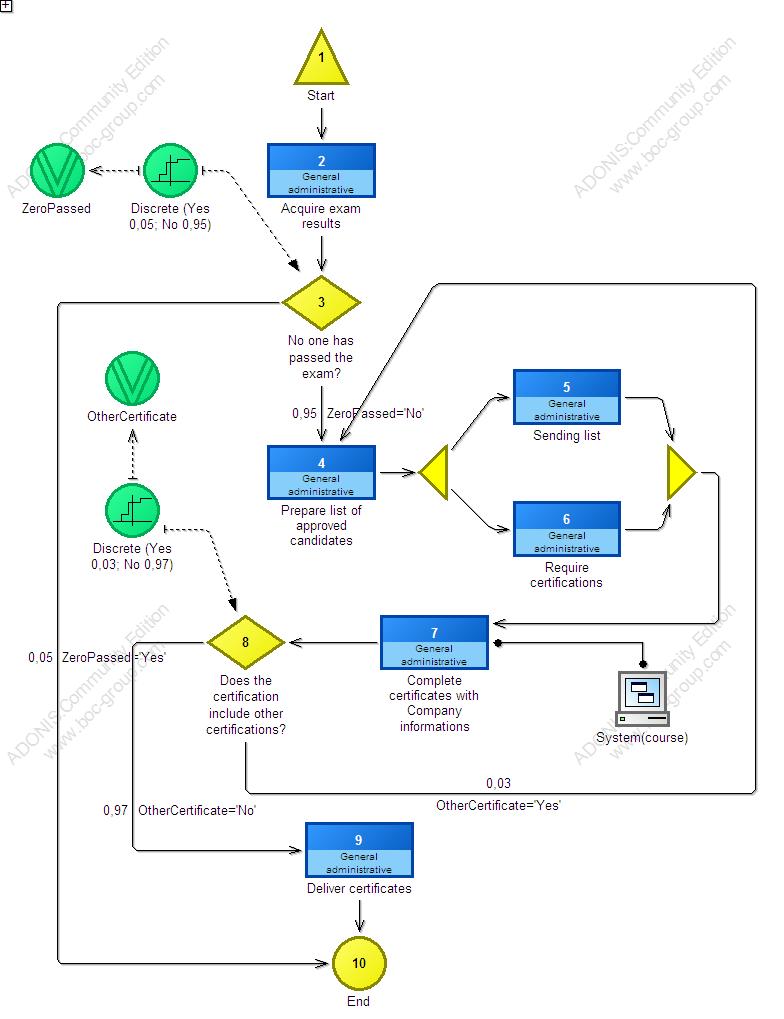 1
Start
2
General
administrative
Acquire exam
results
ZeroPassed
Discrete (Yes
0,05; No 0,95)
3
No one has
passed the
exam?
0,95 ZeroPassed='No'
OtherCertificate
Discrete (Yes
0,03; No 0,97)
4
General
administrative
Prepare list of
approved
candidates
5
General
administrative
Sending list
6
General
administrative
Require
certifications
7
General
administrative
Complete
certificates with
Company
informations
System(course)
8
Does the
certification
include other
certifications?
0,05 ZeroPassed='Yes'
0,03
OtherCertificate='Yes'
0,97 OtherCertificate='No'
9
General
administrative
Deliver certificates
10
End
ADONIS:Community Edition
www.boc-group.com
ADONIS:Community Edition
www.boc-group.com
ADONIS:Community Edition
www.boc-group.com
ADONIS:Community Edition
www.boc-group.com